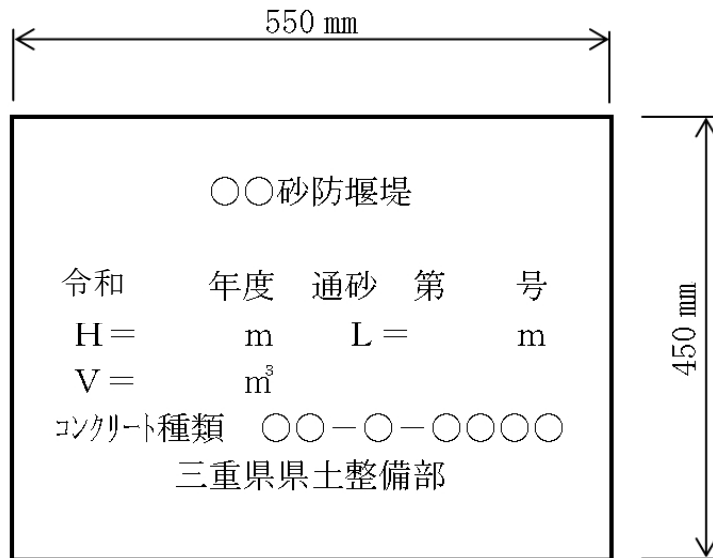 550 mm
○○砂防堰堤
令和　　年度　通砂　第　　号
H＝　　　m　　L＝　　　m
V＝　　　m³
コンクリート種類　○○－○－○○○○
三重県県土整備部
450 mm